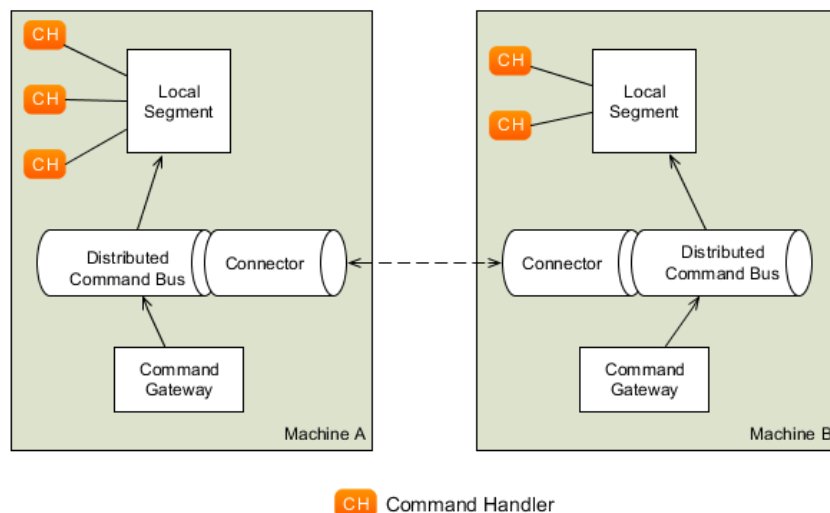 CH
CH
CH
Local
Segment
Distributed
Command Bus
Connector
Command
Gateway
Machine A
CH
CH
Local
Segment
Connector
Distributed
Command Bus
Command
Gateway
Machine B
CH Command Handler